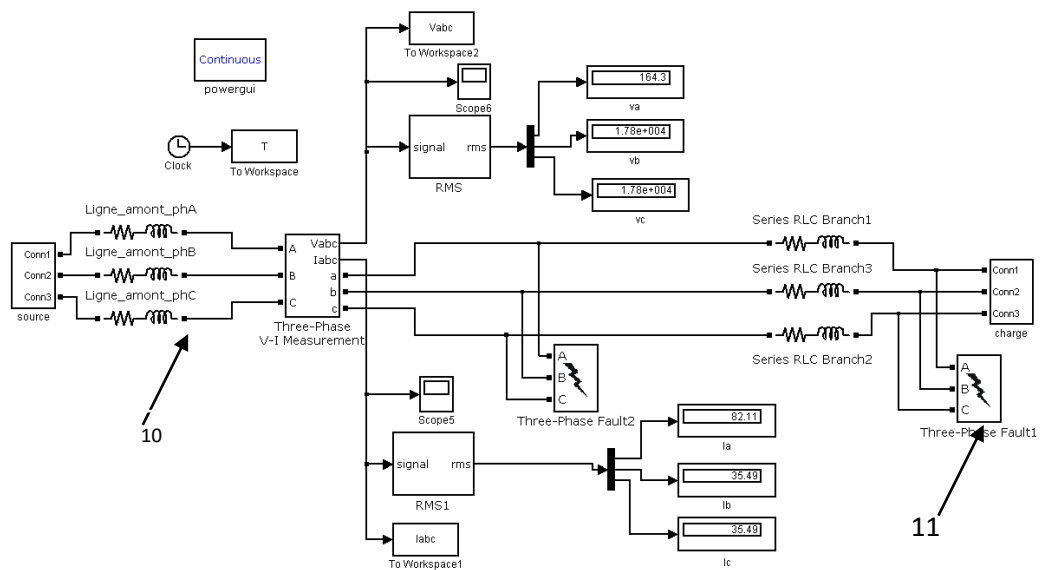 Vabc
To Workspace2
Continuous
powergui
Scope6
164.3
va
signal rms
RMS
1.78e+004
vb
Clock
T
To Workspace
1.78e+004
vc
Ligne_amont_phA
Series RLC Branch1
Conn1
Conn2
Conn3
source
Ligne_amont_phB
Ligne_amont_phC
A
B
C
Vabc
Iabc
a
b
c
Three-Phase
V-I Measurement
Series RLC Branch3
Series RLC Branch2
Conn1
Conn2
Conn3
charge
A
B
C
Three-Phase Fault2
A
B
C
Three-Phase Fault1
Scope5
10
82.11
Ia
signal rms
RMS1
35.49
Ib
35.49
Ic
Iabc
To Workspace1
11